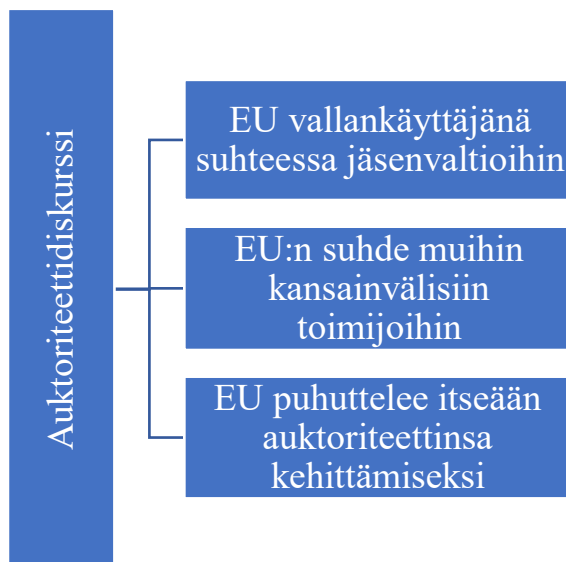 Auktoriteettidiskurssi
EU vallankäyttäjänä
suhteessa jäsenvaltioihin
EU:n suhde muihin
kansainvälisiin
toimijoihin
EU puhuttelee itseään
auktoriteettinsa
kehittämiseksi